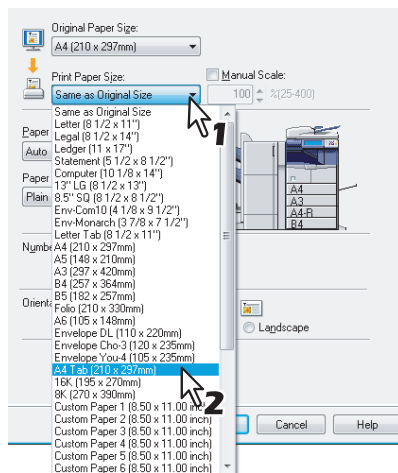 Original Paper Size:
A4 (210 x 297mm)
Print Paper Size:
Manual Scale:
Same as Original Size
100 %(25-400)
1
Same as Original Size
Letter (8 1/2 x 11")
Legal (8 1/2 x 14")
Ledger (11 x 17")
Statement (5 1/2 x 8 1/2")
Computer (10 1/8 x 14")
13" LG (8 1/2 x 13")
8.5" SQ (8 1/2 x 8 1/2")
Env-Com10 (4 1/8 x 9 1/2")
Env-Monarch (3 7/8 x 7 1/2")
Letter Tab (8 1/2 x 11")
A4 (210 x 297mm)
A5 (148 x 210mm)
A3 (297 x 420mm)
B4 (257 x 364mm)
B5 (182 x 257mm)
Folio (210 x 330mm)
A6 (105 x 148mm)
Envelope DL (110 x 220mm)
Envelope Cho-3 (120 x 235mm)
Envelope You-4 (105 x 235mm)
A4 Tab (210 x 297mm)
16K (195 x 270mm)
8K (270 x 390mm)
Custom Paper 1 (8.50 x 11.00 inch)
Custom Paper 2 (8.50 x 11.00 inch)
Custom Paper 3 (8.50 x 11.00 inch)
Custom Paper 4 (8.50 x 11.00 inch)
Custom Paper 5 (8.50 x 11.00 inch)
Custom Paper 6 (8.50 x 11.00 inch)
2
Paper
Auto
Paper
Plain
Numbe
Orienta
A4
A3
A4-R
B4
Landscape
Cancel
Help